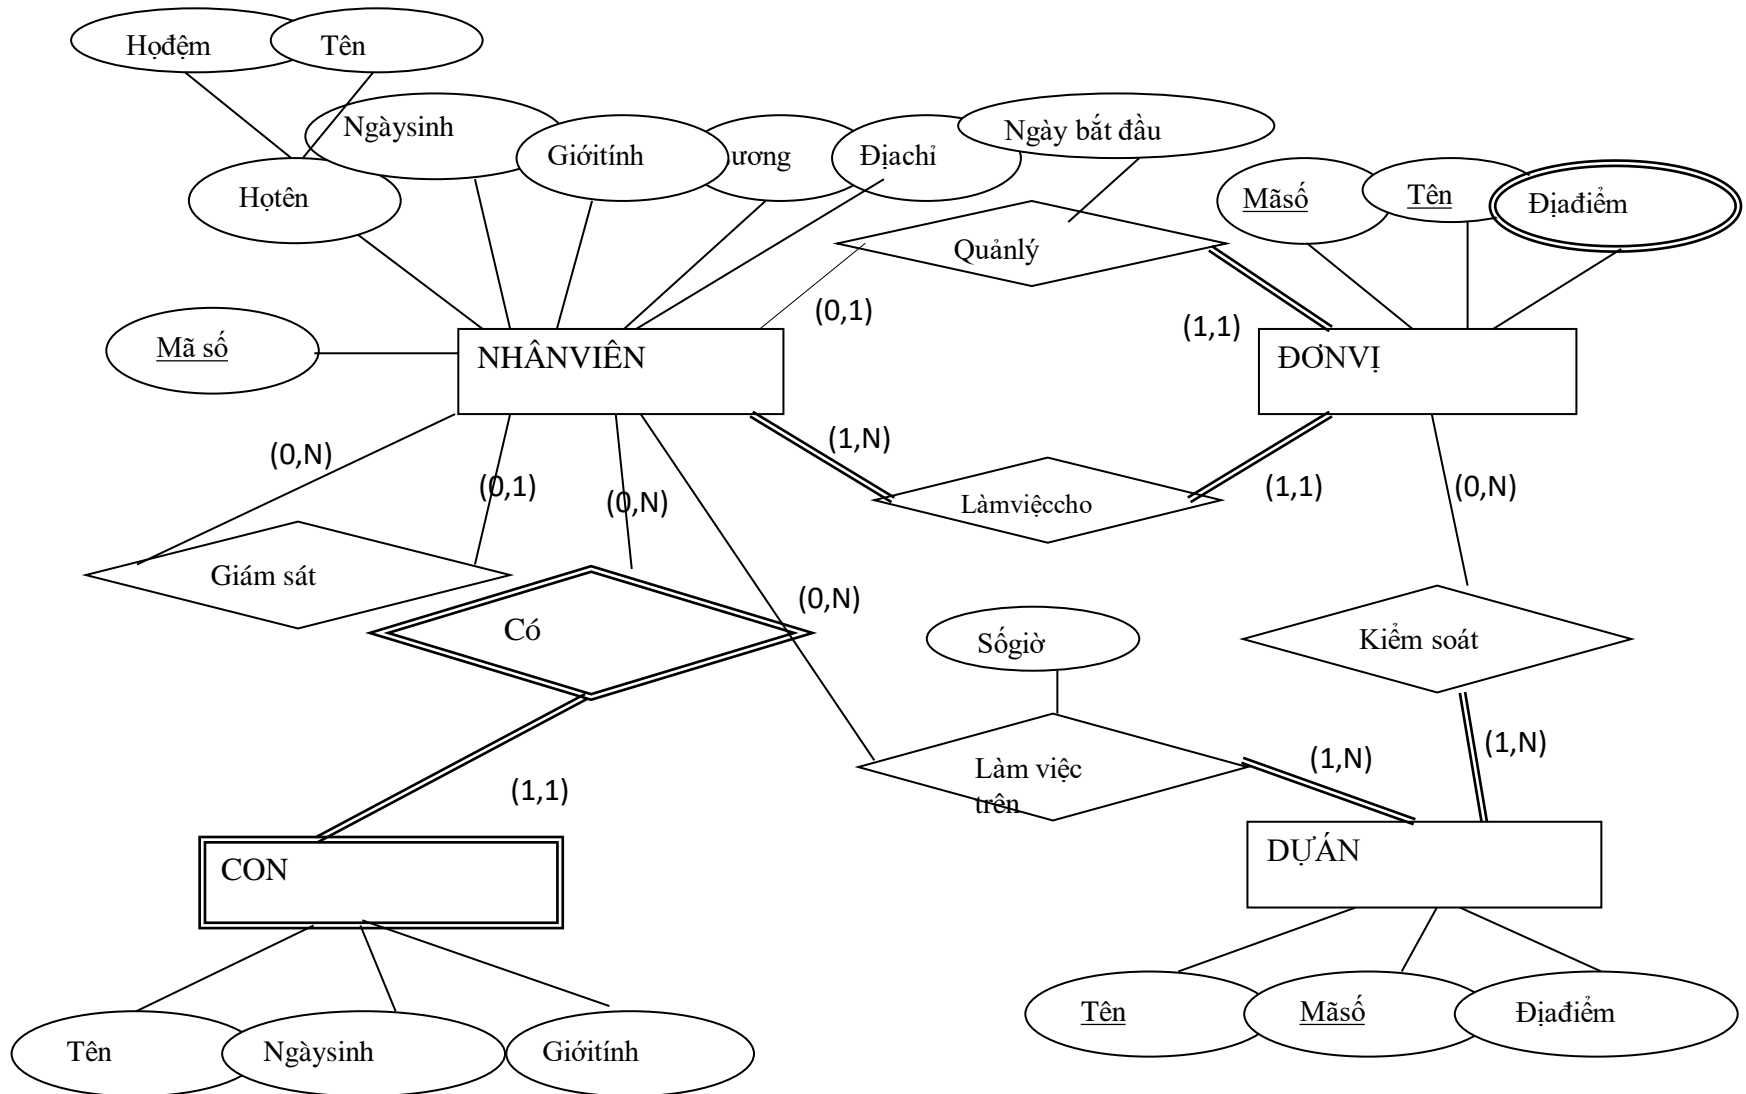 Họđệm
Tên
Ngàysinh
Giớitính
ương
Địachỉ
Ngày bắt đầu
Họtên
Mãsố
Tên
Địađiểm
Quảnlý
(0,1)
(1,1)
Mã số
NHÂNVIÊN
ĐƠNVỊ
(0,N)
(0,1)
(0,N)
(1,N)
Làmviệccho
(1,1)
(0,N)
Giám sát
Có
(0,N)
Sốgiờ
Kiểm soát
(1,1)
Làm việc
trên
(1,N)
(1,N)
CON
DỰÁN
Tên
Ngàysinh
Giớitính
Tên
Mãsố
Địađiểm